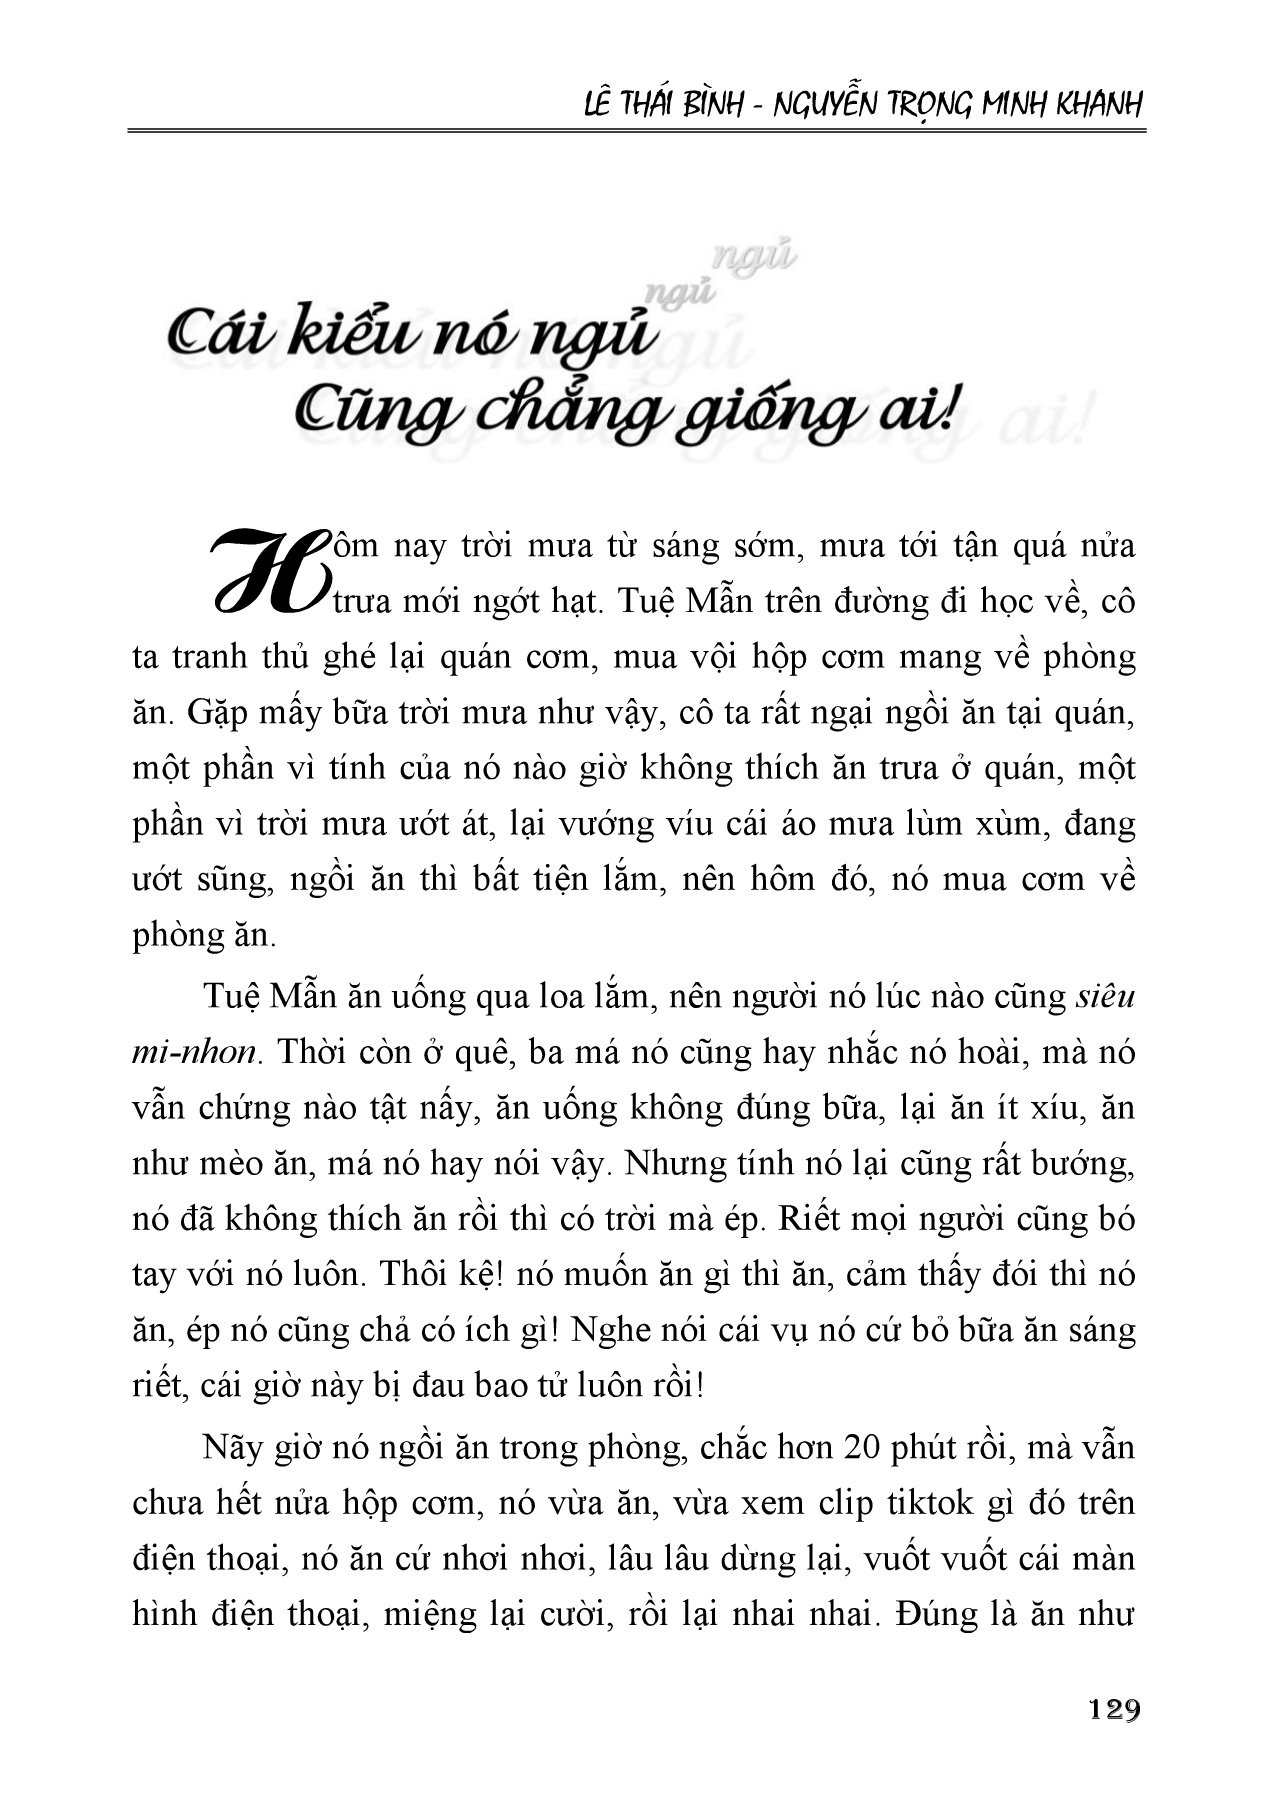 LÊ THÁI BÌNH - NGUYỄN TRỌNG MINH KHANH
ngủ
ngủ
Cái kiểu nó ngủ
Cũng chẳng giống ai!
Hôm nay trời mưa từ sáng sớm, mưa tới tận quá nửa
trưa mới ngớt hạt. Tuệ Mẫn trên đường đi học về, cô
ta tranh thủ ghé lại quán cơm, mua vội hộp cơm mang về phòng
ăn. Gặp mấy bữa trời mưa như vậy, cô ta rất ngại ngồi ăn tại quán,
một phần vì tính của nó nào giờ không thích ăn trưa ở quán, một
phần vì trời mưa ướt át, lại vướng víu cái áo mưa lùm xùm, đang
ướt sũng, ngồi ăn thì bất tiện lắm, nên hôm đó, nó mua cơm về
phòng ăn.
Tuệ Mẫn ăn uống qua loa lắm, nên người nó lúc nào cũng siêu
mi-nhon. Thời còn ở quê, ba má nó cũng hay nhắc nó hoài, mà nó
vẫn chứng nào tật nấy, ăn uống không đúng bữa, lại ăn ít xíu, ăn
như mèo ăn, má nó hay nói vậy. Nhưng tính nó lại cũng rất bướng,
nó đã không thích ăn rồi thì có trời mà ép. Riết mọi người cũng bó
tay với nó luôn. Thôi kệ! nó muốn ăn gì thì ăn, cảm thấy đói thì nó
ăn, ép nó cũng chả có ích gì! Nghe nói cái vụ nó cứ bỏ bữa ăn sáng
riết, cái giờ này bị đau bao tử luôn rồi!
Nãy giờ nó ngồi ăn trong phòng, chắc hơn 20 phút rồi, mà vẫn
chưa hết nửa hộp cơm, nó vừa ăn, vừa xem clip tiktok gì đó trên
điện thoại, nó ăn cứ nhơi nhơi, lâu lâu dừng lại, vuốt vuốt cái màn
hình điện thoại, miệng lại cười, rồi lại nhai nhai. Đúng là ăn như
129